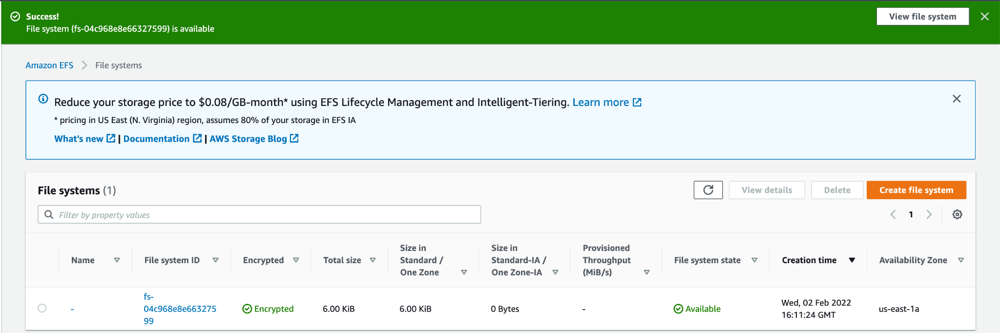 Success!
File system (fs-04c968e8e66327599) is available
View file system
Amazon EFS
File systems
Reduce your storage price to $0.08/GB-month* using EFS Lifecycle Management and Intelligent-Tiering. Learn more
* pricing in US East (N. Virginia) region, assumes 80% of your storage in EFS IA
What's new | Documentation | AWS Storage Blog
File systems (1)
View details
Delete
Create file system
Filter by property values
1
Name
File system ID
Encrypted
Total size
Size in
Standard /
One Zone
Size in
Standard-IA /
One Zone-IA
Provisioned
Throughput
(MiB/s)
File system state
Creation time
Availability Zone
-
fs-
04c968e8e663275
99
Encrypted
6.00 KiB
6.00 KiB
0 Bytes
-
Available
Wed, 02 Feb 2022
16:11:24 GMT
us-east-1a